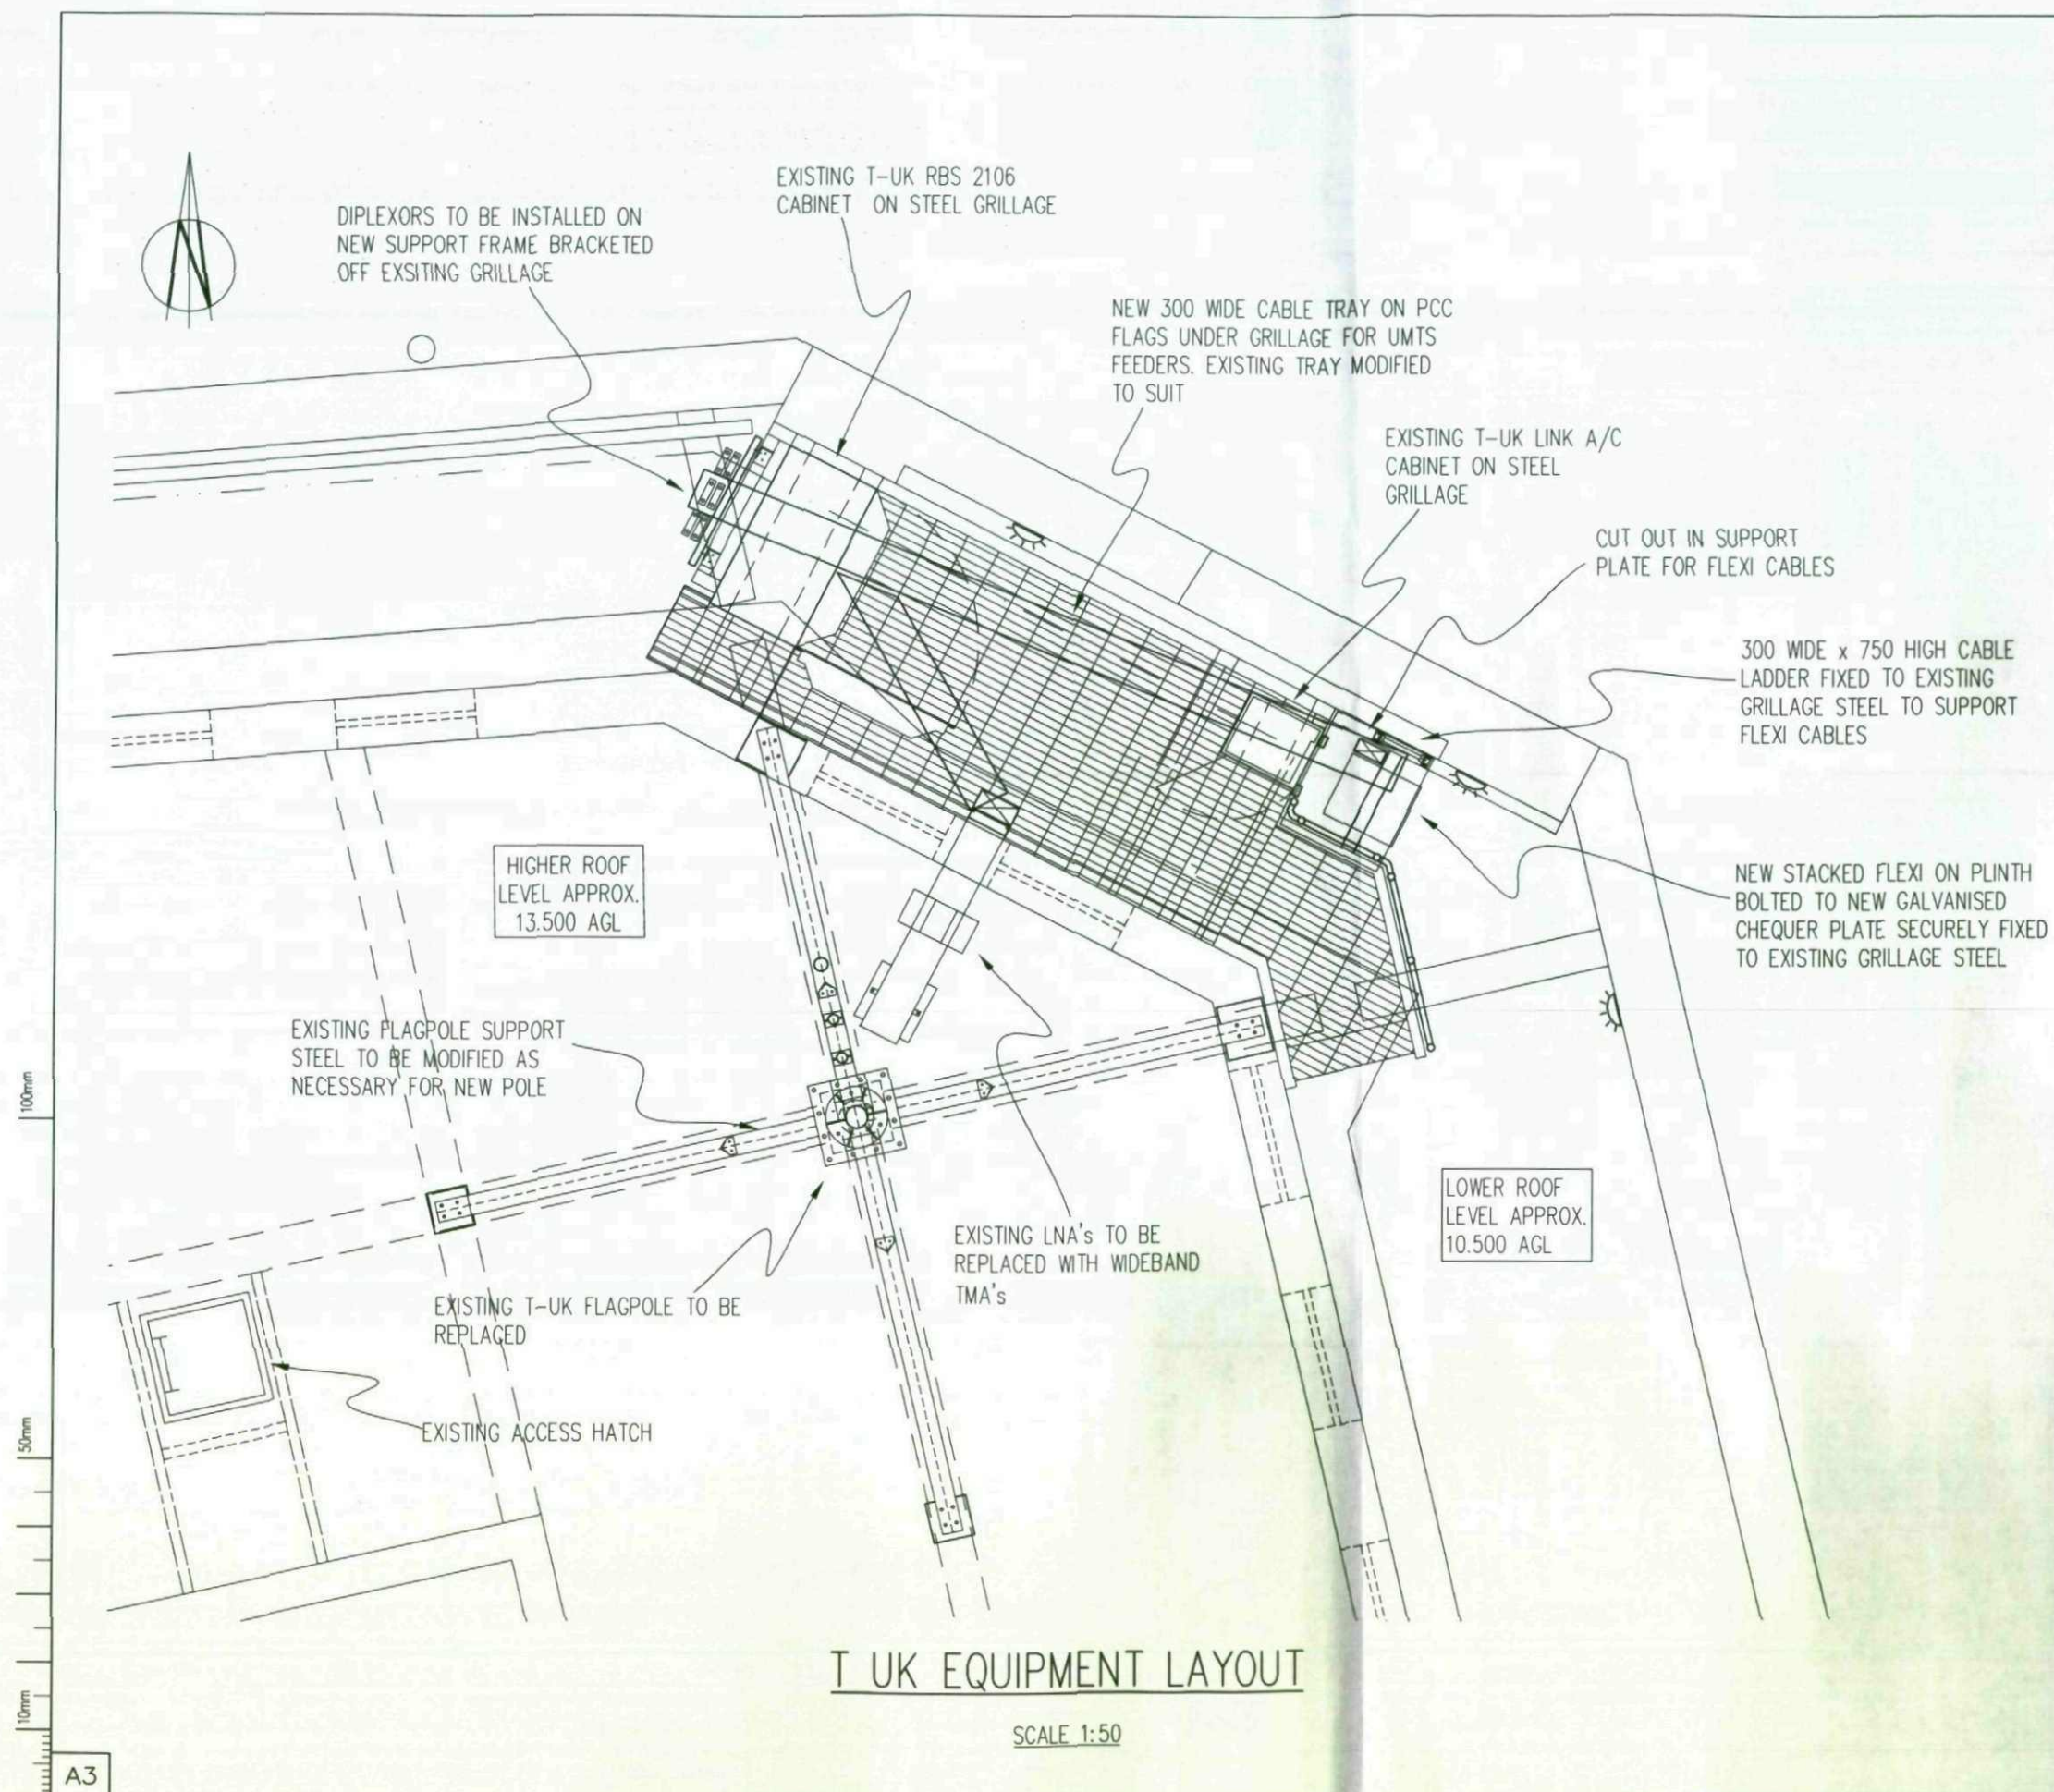 EXISTING T-UK RBS 2106
CABINET ON STEEL GRILLAGE
DIPLEXORS TO BE INSTALLED ON
NEW SUPPORT FRAME BRACKETED
OFF EXSITING GRILLAGE
N
NEW 300 WIDE CABLE TRAY ON PCC
FLAGS UNDER GRILLAGE FOR UMTS
FEEDERS. EXISTING TRAY MODIFIED
TO SUIT
EXISTING T-UK LINK A/C
CABINET ON STEEL
GRILLAGE
CUT OUT IN SUPPORT
PLATE FOR FLEXI CABLES
300 WIDE x 750 HIGH CABLE
LADDER FIXED TO EXISTING
GRILLAGE STEEL TO SUPPORT
FLEXI CABLES
HIGHER ROOF
LEVEL APPROX.
13.500 AGL
NEW STACKED FLEXI ON PLINTH
BOLTED TO NEW GALVANISED
CHEQUER PLATE SECURELY FIXED
TO EXISTING GRILLAGE STEEL
EXISTING FLAGPOLE SUPPORT
STEEL TO BE MODIFIED AS
NECESSARY FOR NEW POLE
LOWER ROOF
LEVEL APPROX.
10.500 AGL
EXISTING LNA's TO BE
REPLACED WITH WIDEBAND
TMA's
EXISTING T-UK FLAGPOLE TO BE
REPLACED
EXISTING ACCESS HATCH
100mm
50mm
10mm
T UK EQUIPMENT LAYOUT
SCALE 1:50
A3